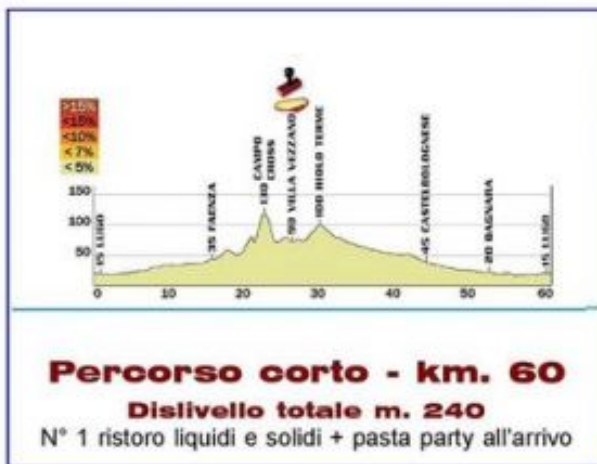 >15%
<15%
<10%
< 7%
< 5%
150
100
50
15 LUGO
35 FAENZA
130 CAMPO
CROSS
90 VILLA VEZZANO
100 RIOLO TERME
45 CASTELBOLOGNESE
20 BAGNARA
15 LUGO
0 10 20 30 40 50 60
Percorso corto - km. 60
Dislivello totale m. 240
N° 1 ristoro liquidi e solidi + pasta party all'arrivo